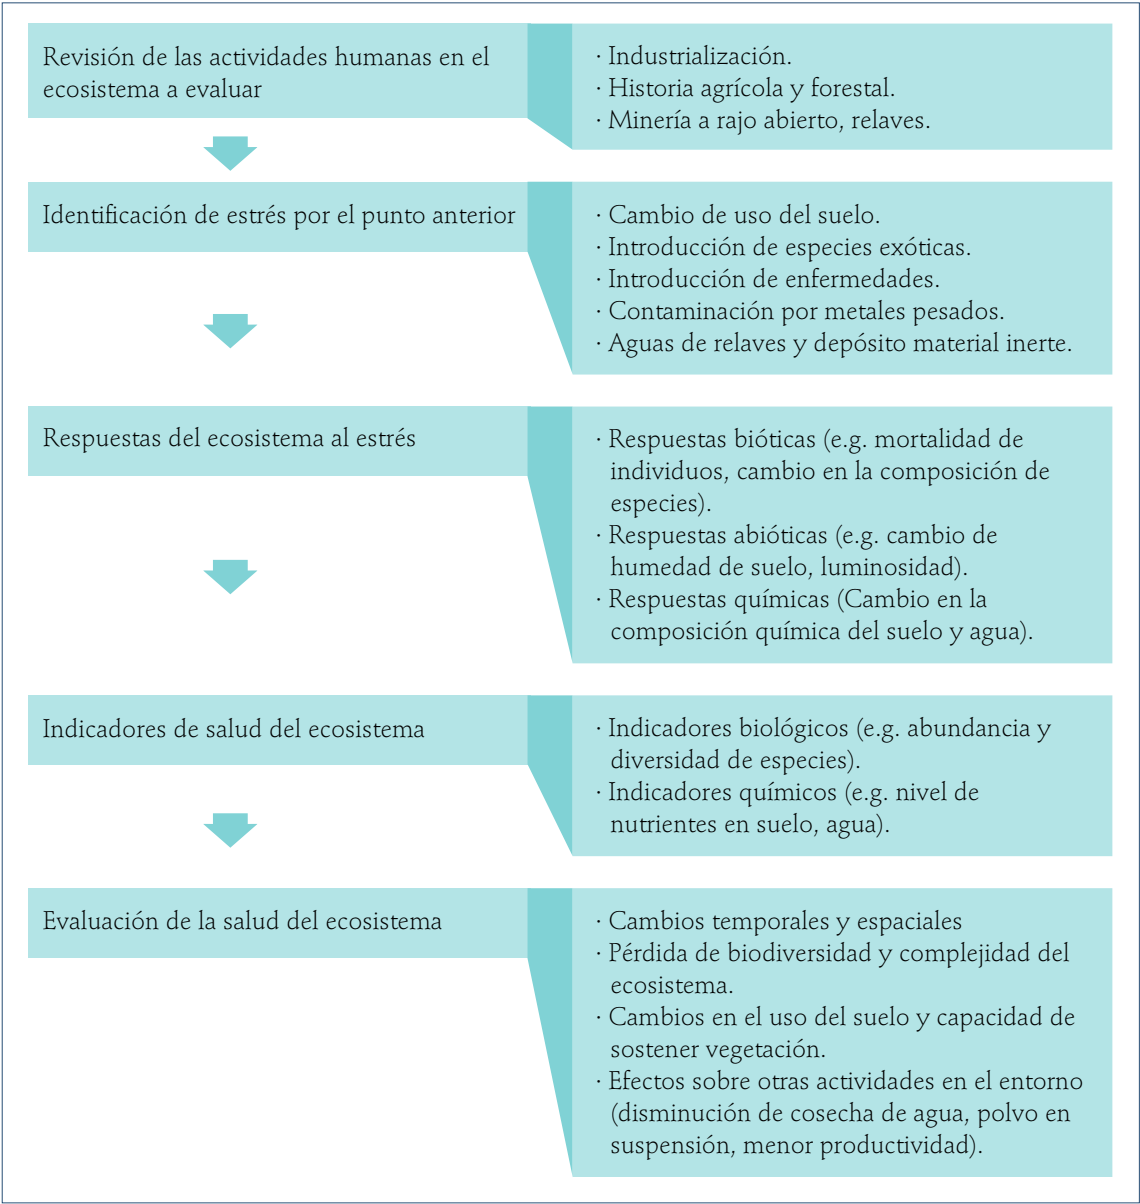 Revisión de las actividades humanas en el
ecosistema a evaluar
· Industrialización.
· Historia agrícola y forestal.
· Minería a rajo abierto, relaves.
Identificación de estrés por el punto anterior
· Cambio de uso del suelo.
· Introducción de especies exóticas.
· Introducción de enfermedades.
· Contaminación por metales pesados.
· Aguas de relaves y depósito material inerte.
Respuestas del ecosistema al estrés
· Respuestas bióticas (e.g. mortalidad de
individuos, cambio en la composición de
especies).
· Respuestas abióticas (e.g. cambio de
humedad de suelo, luminosidad).
· Respuestas químicas (Cambio en la
composición química del suelo y agua).
Indicadores de salud del ecosistema
· Indicadores biológicos (e.g. abundancia y
diversidad de especies).
· Indicadores químicos (e.g. nivel de
nutrientes en suelo, agua).
Evaluación de la salud del ecosistema
· Cambios temporales y espaciales
· Pérdida de biodiversidad y complejidad del
ecosistema.
· Cambios en el uso del suelo y capacidad de
sostener vegetación.
· Efectos sobre otras actividades en el entorno
(disminución de cosecha de agua, polvo en
suspensión, menor productividad).